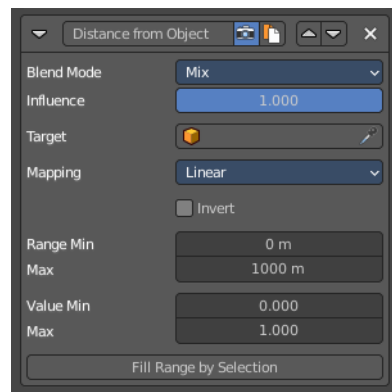 Distance from Object
Blend Mode Mix
Influence 1.000
Target
Mapping Linear
Invert
Range Min 0 m
Max 1000 m
Value Min 0.000
Max 1.000
Fill Range by Selection